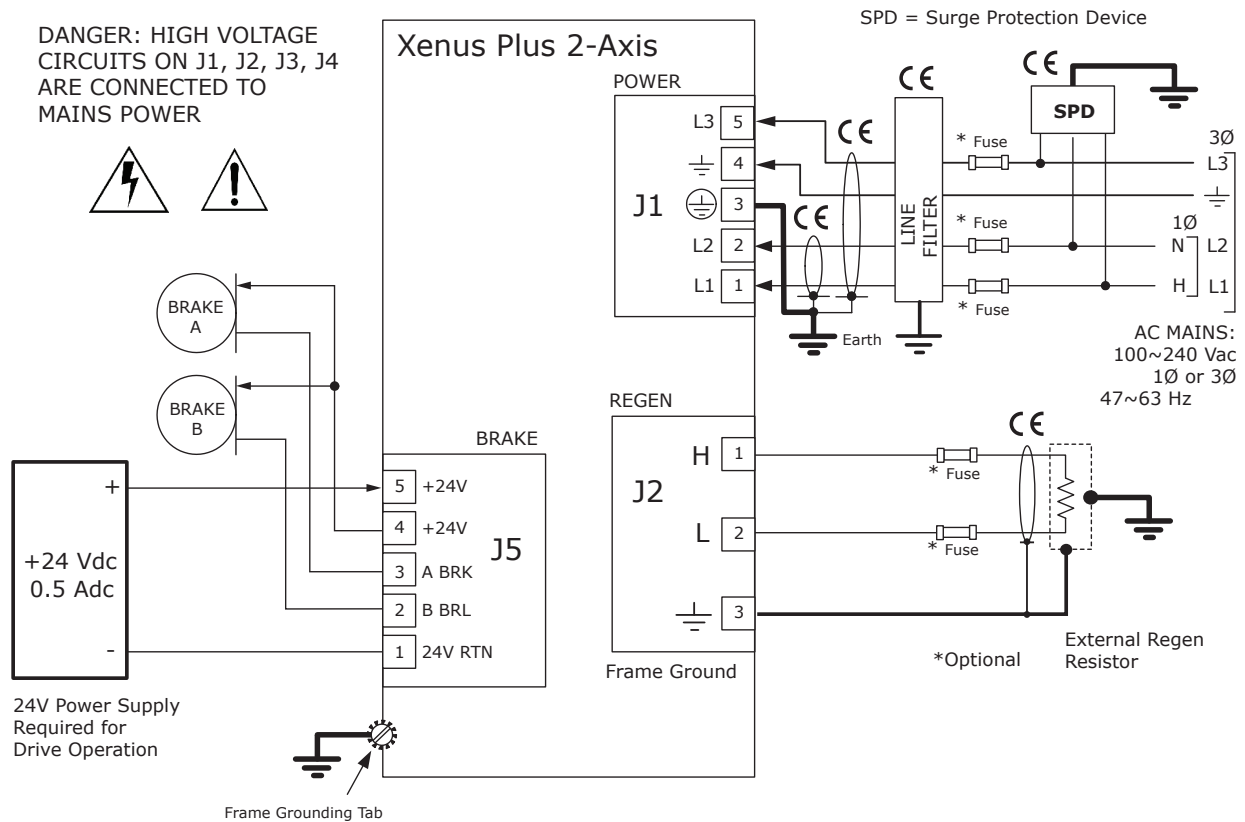 SPD = Surge Protection Device
DANGER: HIGH VOLTAGE
CIRCUITS ON J1, J2, J3, J4
ARE CONNECTED TO
MAINS POWER
Xenus Plus 2-Axis
POWER
J1
L3 5
4
3
L2 2
L1 1
CE
CE
CE
CE
SPD
LINE
FILTER
* Fuse
* Fuse
* Fuse
Earth
3Ø
L3
1Ø
N L2
H L1
AC MAINS:
100~240 Vac
1Ø or 3Ø
47~63 Hz
BRAKE
A
BRAKE
B
BRAKE
J5
5 +24V
4 +24V
3 A BRK
2 B BRL
1 24V RTN
+
+24 Vdc
0.5 Adc
-
24V Power Supply
Required for
Drive Operation
Frame Grounding Tab
REGEN
J2
H 1
L 2
3
Frame Ground
* Fuse
* Fuse
CE
*Optional
External Regen
Resistor